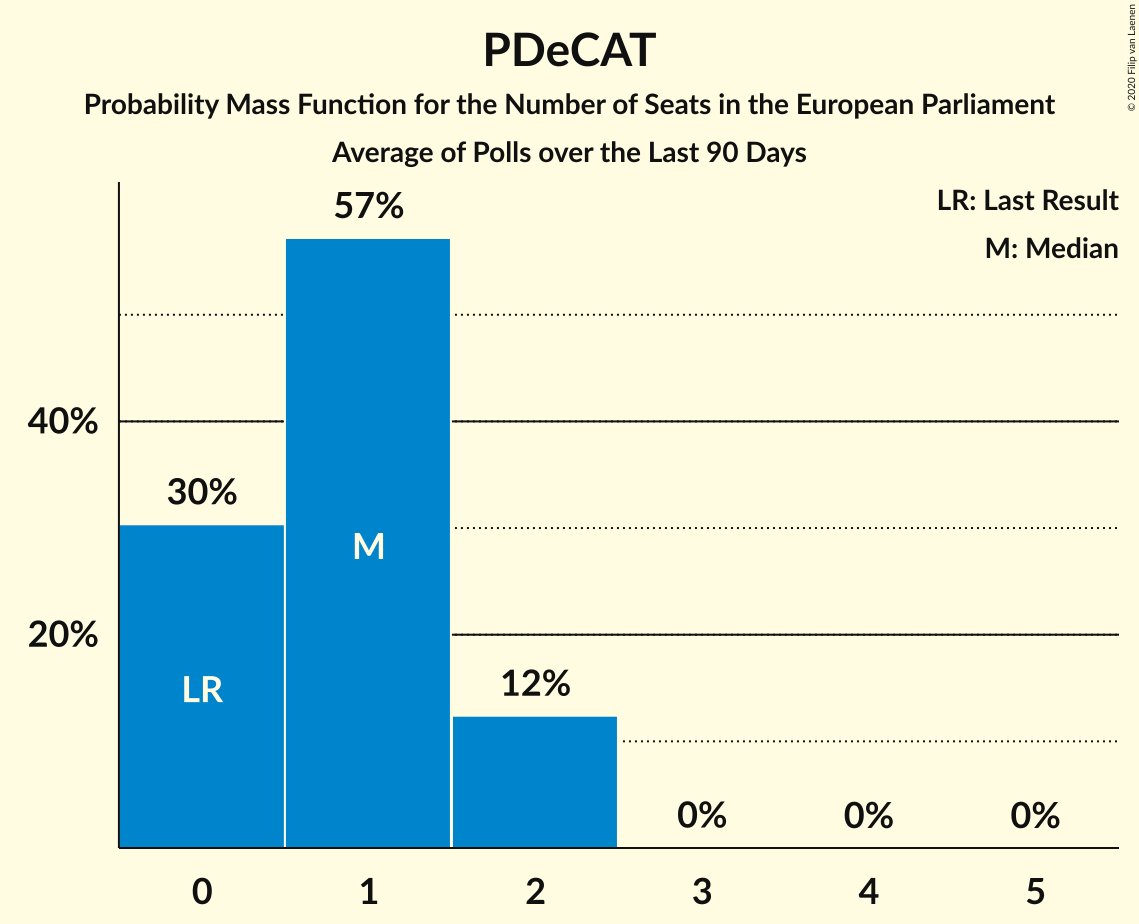 PDeCAT
Probability Mass Function for the Number of Seats in the European Parliament
Average of Polls over the Last 90 Days
© 2020 Filip van Laenen
LR: Last Result
M: Median
57%
40%
30%
M
20%
LR
12%
0%
0%
0%
0 1 2 3 4 5